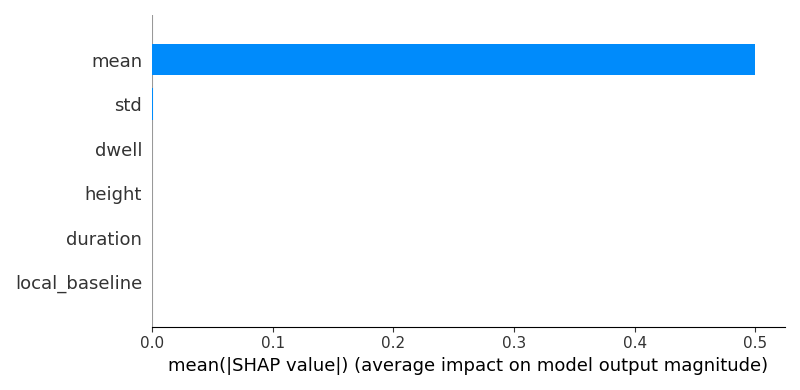 mean
std
dwell
height
duration
local_baseline
0.0 0.1 0.2 0.3 0.4 0.5
mean(|SHAP value|) (average impact on model output magnitude)